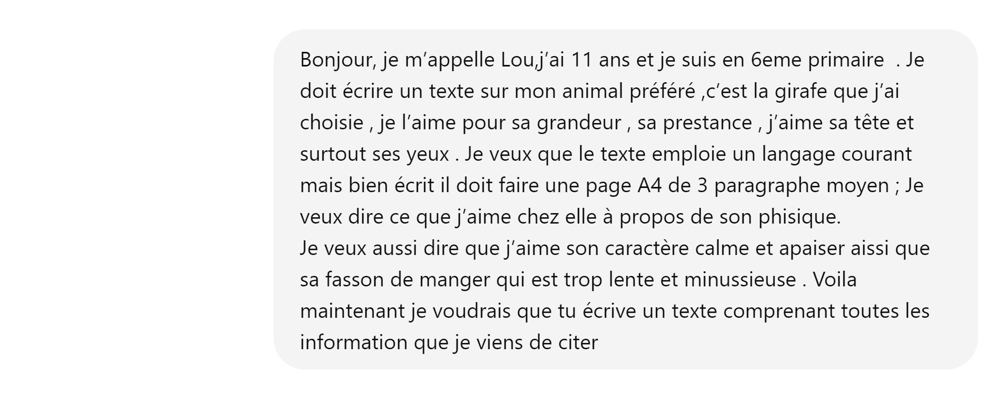 Bonjour, je m’appelle Lou,j’ai 11 ans et je suis en 6eme primaire  . Je
doit écrire un texte sur mon animal préféré ,c’est la girafe que j’ai
choisie , je l’aime pour sa grandeur , sa prestance , j’aime sa tête et
surtout ses yeux . Je veux que le texte emploie un langage courant
mais bien écrit il doit faire une page A4 de 3 paragraphe moyen ; Je
veux dire ce que j’aime chez elle à propos de son phisique.
Je veux aussi dire que j’aime son caractère calme et apaiser aissi que
sa fasson de manger qui est trop lente et minussieuse . Voila
maintenant je voudrais que tu écrive un texte comprenant toutes les
information que je viens de citer